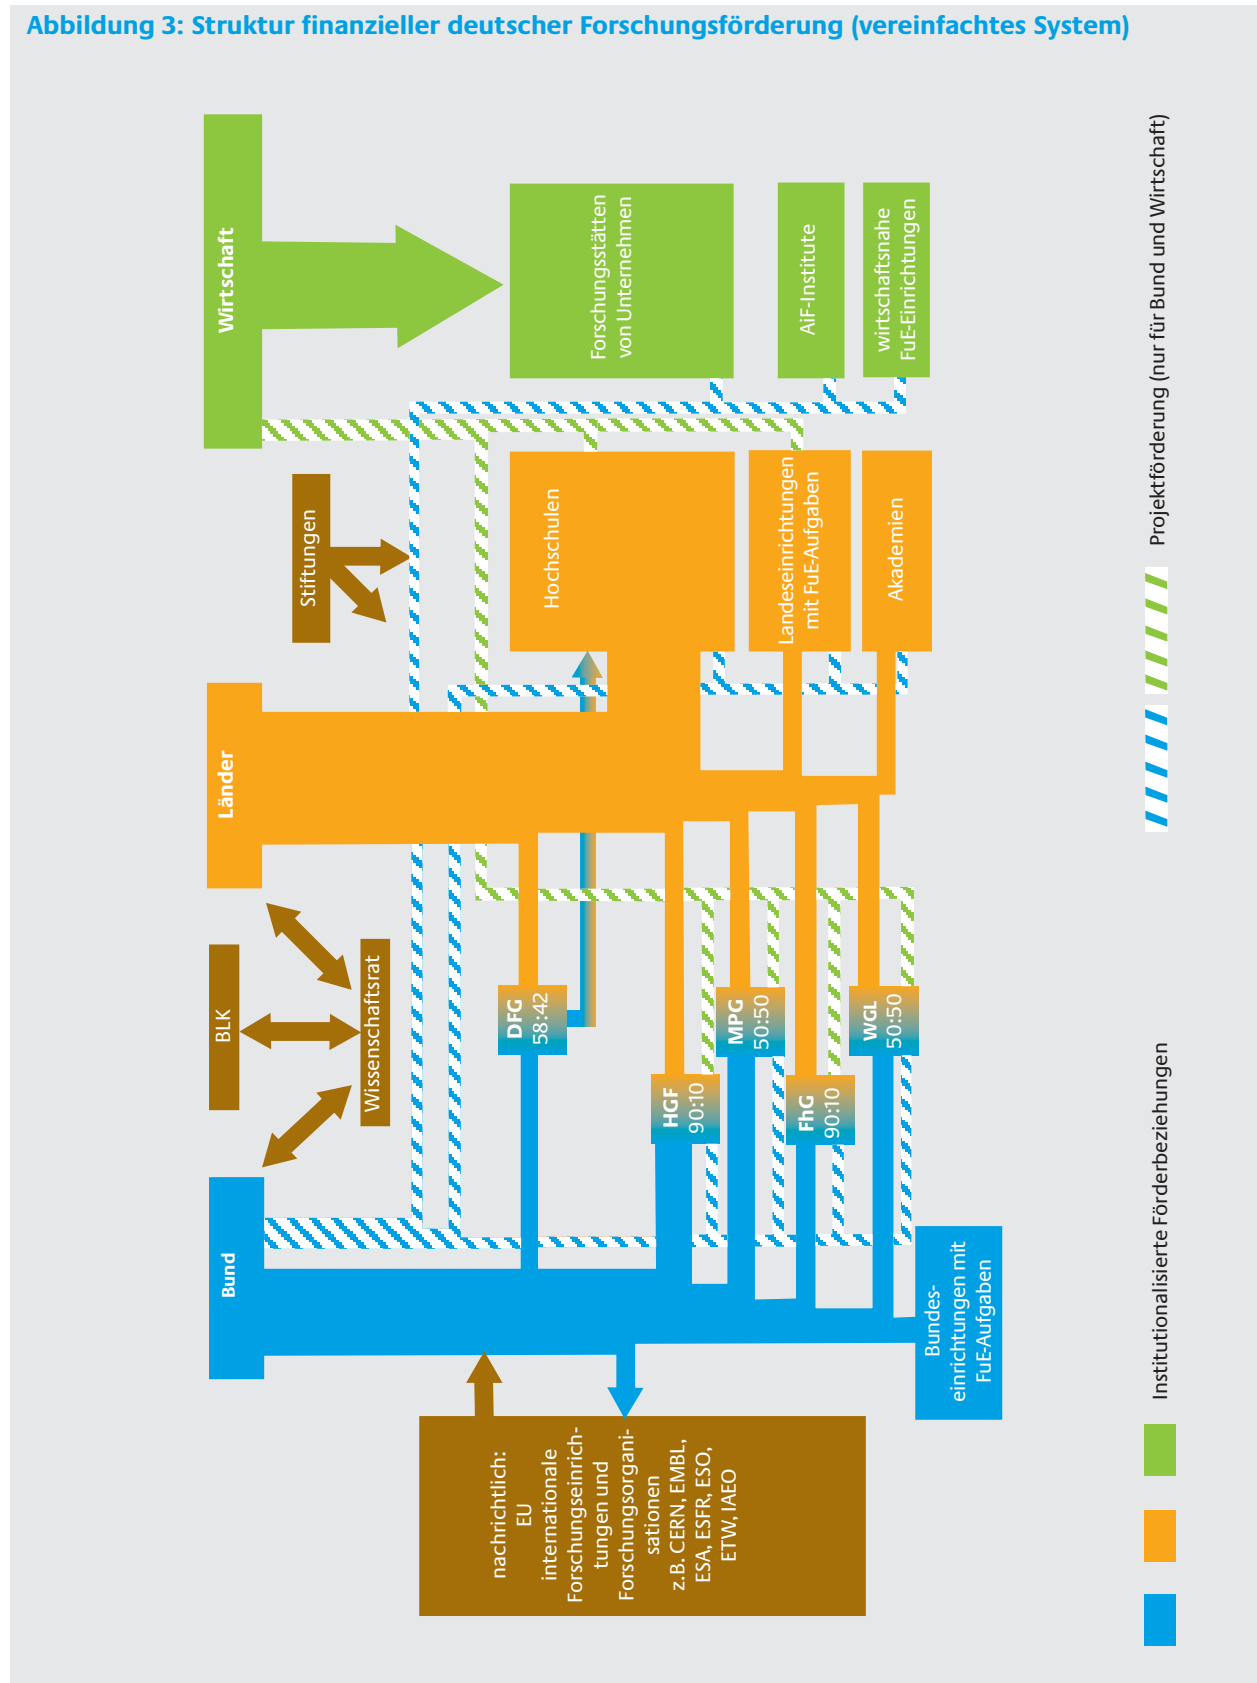 Abbildung 3: Struktur finanzieller deutscher Forschungsförderung (vereinfachtes System)
Bund
BLK
Wissenschaftsrat
Länder
Stiftungen
Wirtschaft
nachrichtlich:
EU
internationale
Forschungseinrich-
tungen und
Forschungsorgani-
sationen
z.B. CERN, EMBL,
ESA, ESFR, ESO,
ETW, IAEO
DFG
58:42
HGF
90:10
MPG
50:50
FhG
90:10
WGL
50:50
Bundes-
einrichtungen mit
FuE-Aufgaben
Hochschulen
Landeseinrichtungen
mit FuE-Aufgaben
Akademien
Forschungsstätten
von Unternehmen
AiF-Institute
wirtschaftsnahe
FuE-Einrichtungen
Institutionalisierte Förderbeziehungen
Projektförderung (nur für Bund und Wirtschaft)